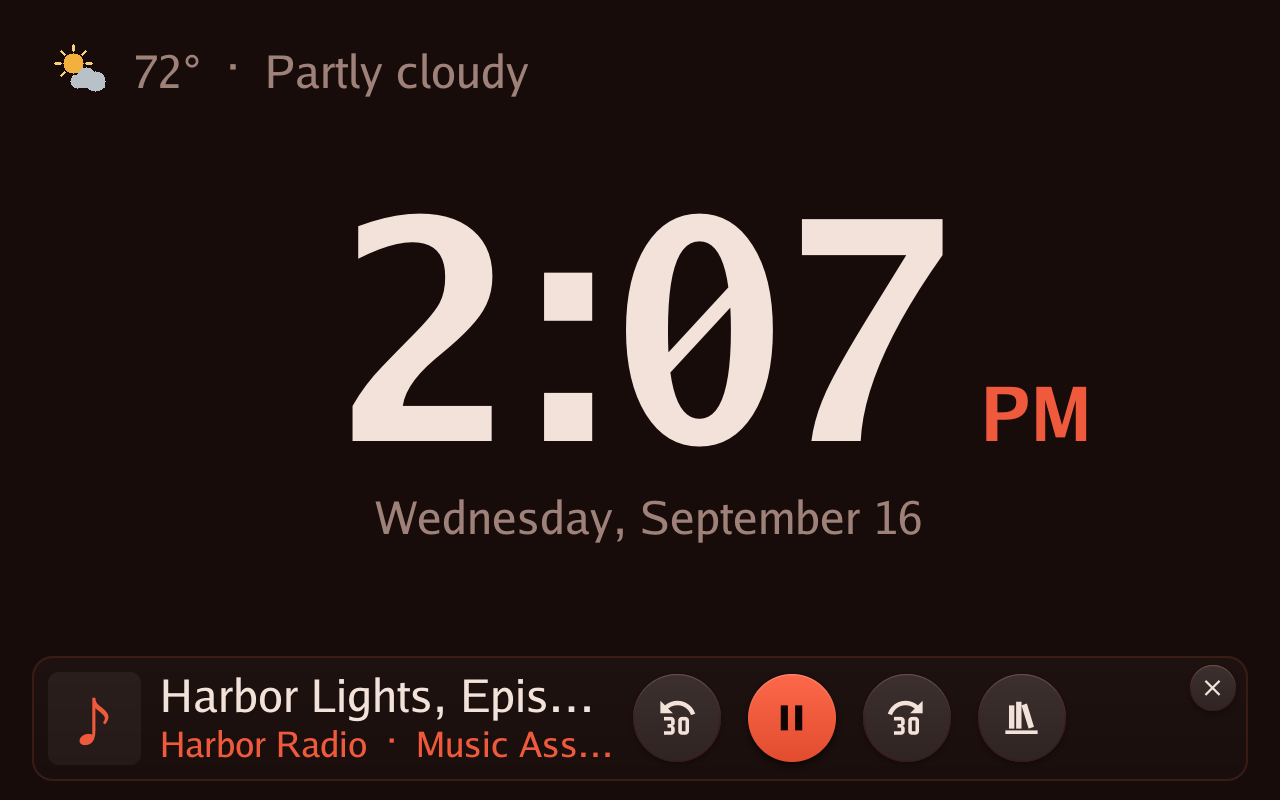 72° · Partly cloudy
2:07 PM
Wednesday, September 16
Harbor Lights, Epis...
Harbor Radio · Music Ass...
30
30